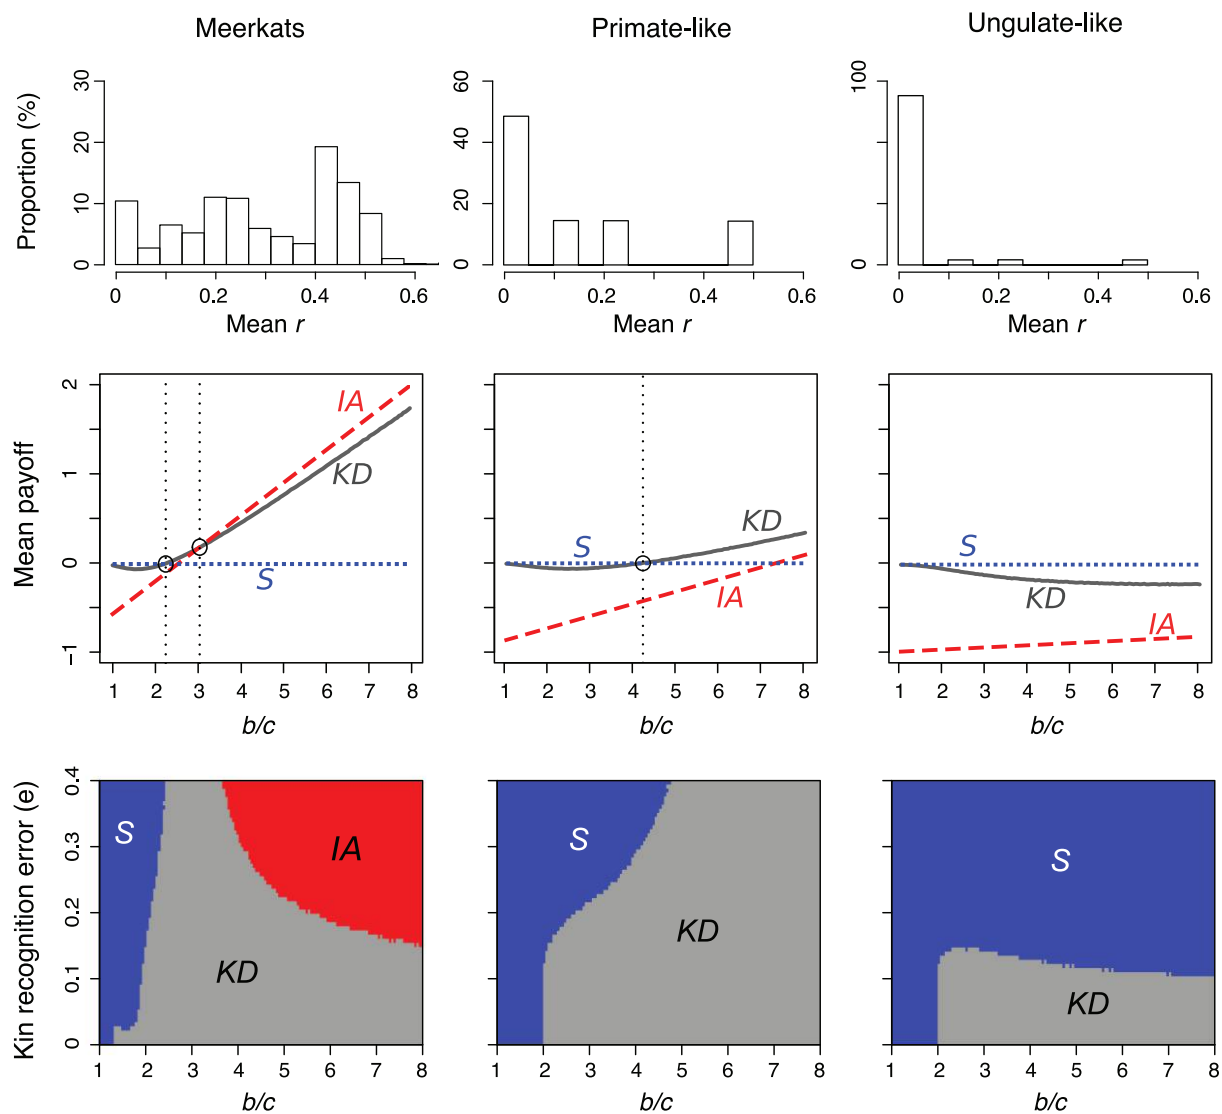 Meerkats Primate-like Ungulate-like
Proportion (%)
30 60 100
20 40
10 20
0 0 0
0 0.2 0.4 0.6 0 0.2 0.4 0.6 0 0.2 0.4 0.6
Mean r Mean r Mean r
Mean payoff
2
1
0
−1
IA KD S
S KD IA
S KD IA
1 2 3 4 5 6 7 8 1 2 3 4 5 6 7 8 1 2 3 4 5 6 7 8
b/c b/c b/c
Kin recognition error (e)
0.4
0.3
0.2
0.1
0
S IA KD
S KD
S KD
1 2 3 4 5 6 7 8 1 2 3 4 5 6 7 8 1 2 3 4 5 6 7 8
b/c b/c b/c